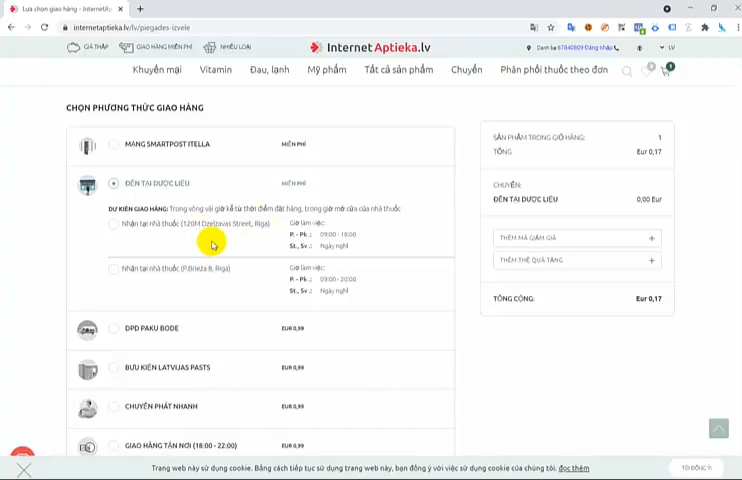 Lựa chọn giao hàng - InternetAp
internetaptieka.lv/lv/piegades-izvele
GIÁ THẤP
GIAO HÀNG MIỄN PHÍ
NHIỀU LOẠI
InternetAptieka.lv
Danh bạ 67840809 Đăng nhập
LV
Khuyến mại
Vitamin
Đau, lạnh
Mỹ phẩm
Tất cả sản phẩm
Chuyển
Phân phối thuốc theo đơn
0
1
CHỌN PHƯƠNG THỨC GIAO HÀNG
MẠNG SMARTPOST ITELLA
MIỄN PHÍ
ĐẾN TẠI DƯỢC LIỆU
MIỄN PHÍ
DỰ KIẾN GIAO HÀNG: Trong vòng vài giờ kể từ thời điểm đặt hàng, trong giờ mở cửa của nhà thuốc
Nhận tại nhà thuốc (120M Dzelzavas Street, Riga)
Giờ làm việc:
P. - Pk .: 09:00 - 18:00
St., Sv .: Ngày nghỉ
Nhận tại nhà thuốc (P.Brieža 8, Riga)
Giờ làm việc:
P. - Pk .: 09:00 - 20:00
St., Sv .: Ngày nghỉ
DPD PAKU BODE
EUR 0,99
BƯU KIỆN LATVIJAS PASTS
EUR 0,99
CHUYỂN PHÁT NHANH
EUR 0,99
GIAO HÀNG TẬN NƠI (18:00 - 22:00)
EUR 0,99
SẢN PHẨM TRONG GIỎ HÀNG:
1
TỔNG
Eur 0,17
CHUYỂN:
ĐẾN TẠI DƯỢC LIỆU
0,00 Eur
THÊM MÃ GIẢM GIÁ
+
THÊM THẺ QUÀ TẶNG
+
TỔNG CỘNG:
Eur 0,17
Trang web này sử dụng cookie. Bằng cách tiếp tục sử dụng trang web này, bạn đồng ý với việc sử dụng cookie của chúng tôi. đọc thêm
TÔI ĐỒNG Ý!